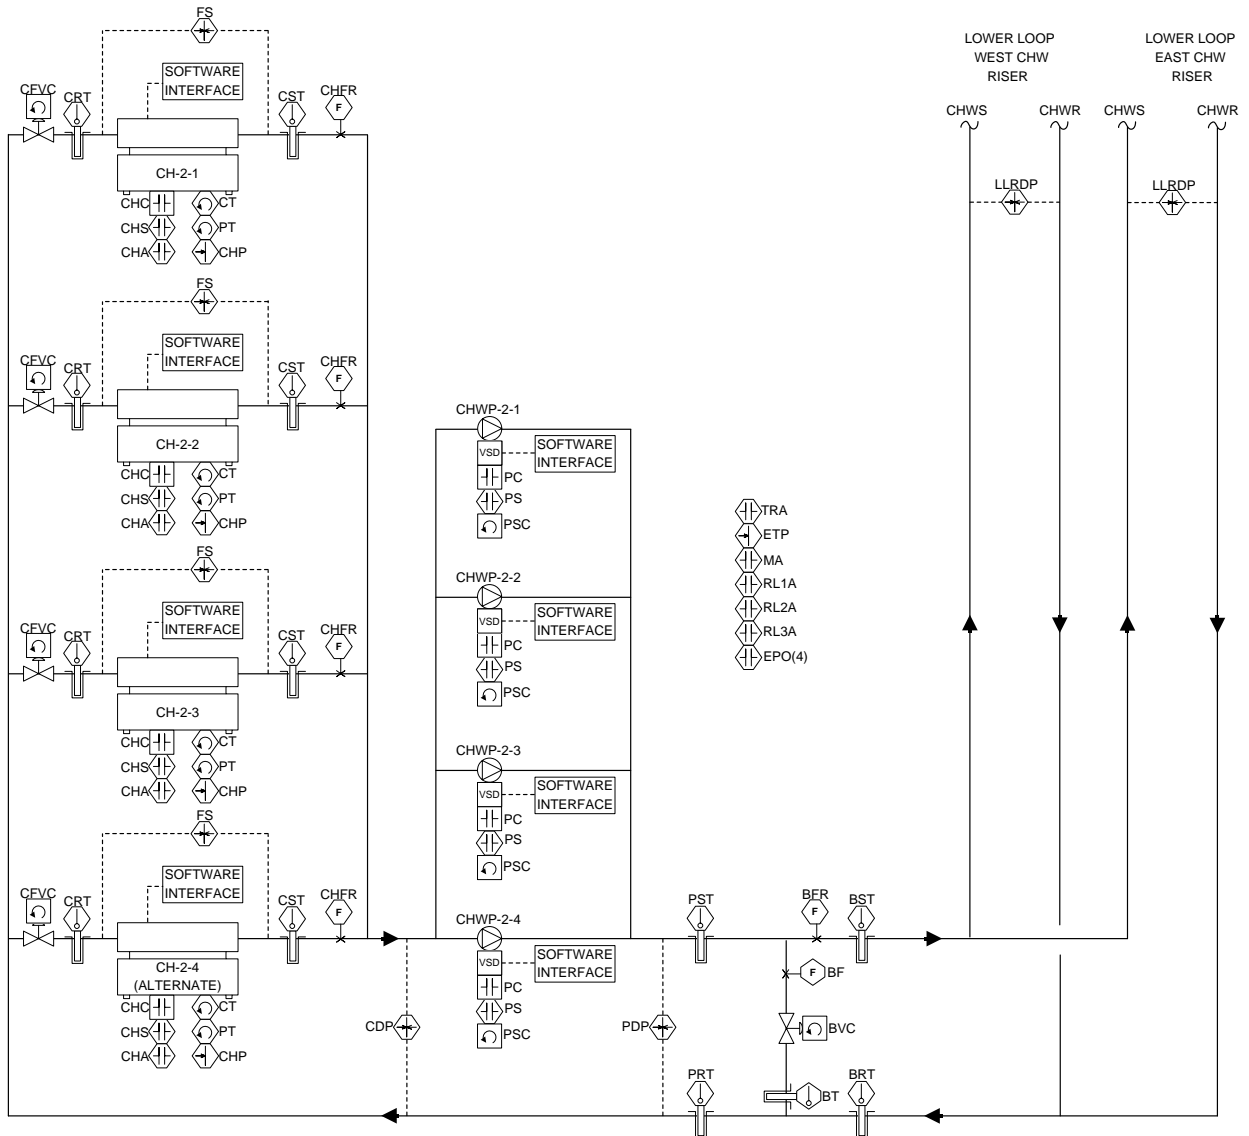 FS
SOFTWARE
INTERFACE
CFVC
CRT
CST
CHFR
F
CH-2-1
CHC
CT
CHS
PT
CHA
CHP
FS
SOFTWARE
INTERFACE
CFVC
CRT
CST
CHFR
F
CH-2-2
CHC
CT
CHS
PT
CHA
CHP
FS
SOFTWARE
INTERFACE
CFVC
CRT
CST
CHFR
F
CH-2-3
CHC
CT
CHS
PT
CHA
CHP
FS
SOFTWARE
INTERFACE
CFVC
CRT
CST
CHFR
F
CH-2-4
(ALTERNATE)
CHC
CT
CHS
PT
CHA
CHP
CHWP-2-1
VSD
SOFTWARE
INTERFACE
PC
PS
PSC
CHWP-2-2
VSD
SOFTWARE
INTERFACE
PC
PS
PSC
CHWP-2-3
VSD
SOFTWARE
INTERFACE
PC
PS
PSC
CHWP-2-4
VSD
SOFTWARE
INTERFACE
PC
PS
PSC
CDP
PDP
TRA
ETP
MA
RL1A
RL2A
RL3A
EPO(4)
PST
BFR
F
BST
F
BF
BVC
BT
PRT
BRT
LOWER LOOP
WEST CHW
RISER
LOWER LOOP
EAST CHW
RISER
CHWS
CHWR
CHWS
CHWR
LLRDP
LLRDP